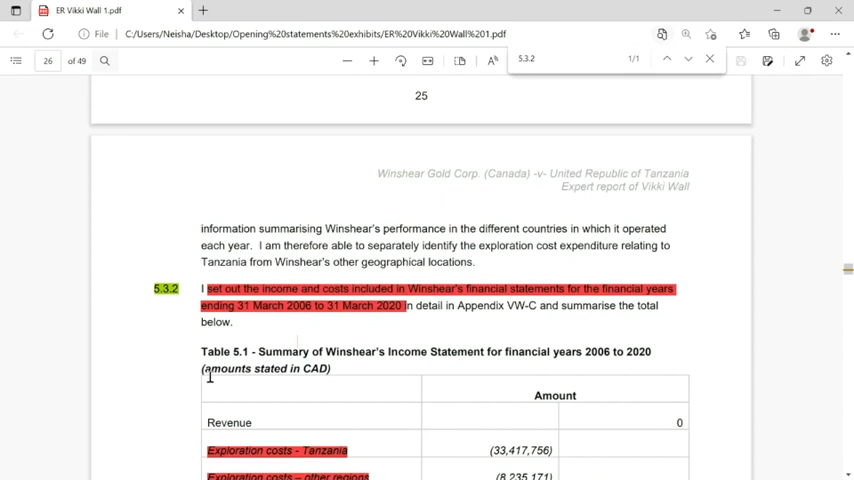 ER Vikki Wall 1.pdf
File
C:/Users/Neisha/Desktop/Opening%20statements%20exhibits/ER%20Vikki%20Wall%201.pdf
26 of 49
5.3.2 1/1
25
Winshear Gold Corp. (Canada) -v- United Republic of Tanzania
Expert report of Vikki Wall
information summarising Winshear's performance in the different countries in which it operated
each year. I am therefore able to separately identify the exploration cost expenditure relating to
Tanzania from Winshear's other geographical locations.
5.3.2 I set out the income and costs included in Winshear's financial statements for the financial years
ending 31 March 2006 to 31 March 2020 in detail in Appendix VW-C and summarise the total
below.
Table 5.1 - Summary of Winshear's Income Statement for financial years 2006 to 2020
(amounts stated in CAD)
Amount
Revenue 0
Exploration costs - Tanzania (33,417,756)
Exploration costs – other regions (8,235,171)